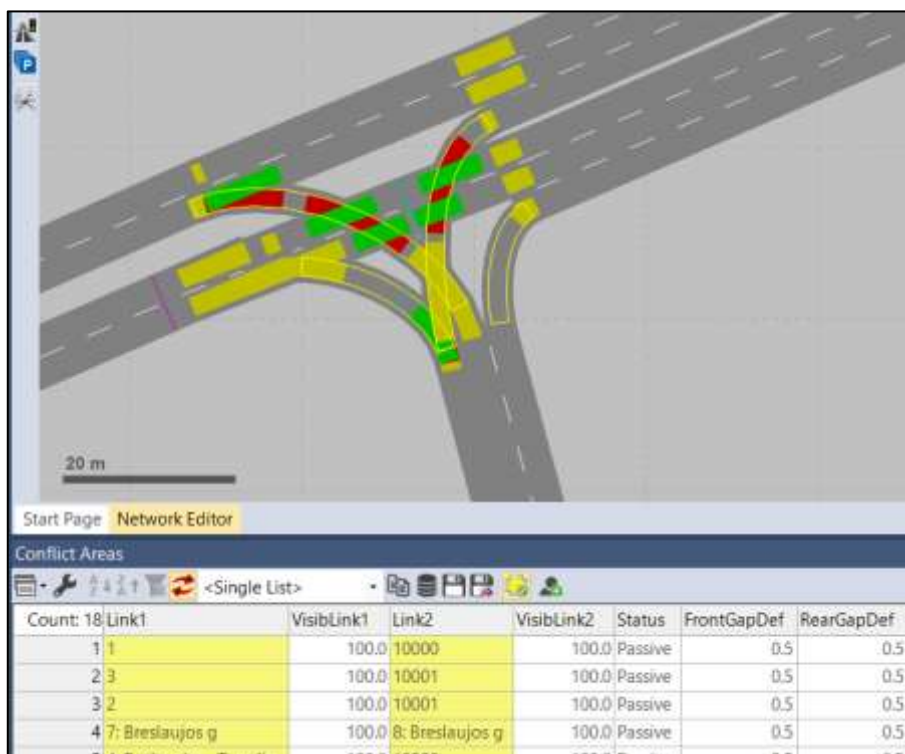 P
20 m
Start Page Network Editor
Conflict Areas
<Single List>
Count: 18 Link1 VisibLink1 Link2 VisibLink2 Status FrontGapDef RearGapDef
1 1 100.0 10000 100.0 Passive 0.5 0.5
2 3 100.0 10001 100.0 Passive 0.5 0.5
3 2 100.0 10001 100.0 Passive 0.5 0.5
4 7: Breslaujos g 100.0 8: Breslaujos g 100.0 Passive 0.5 0.5